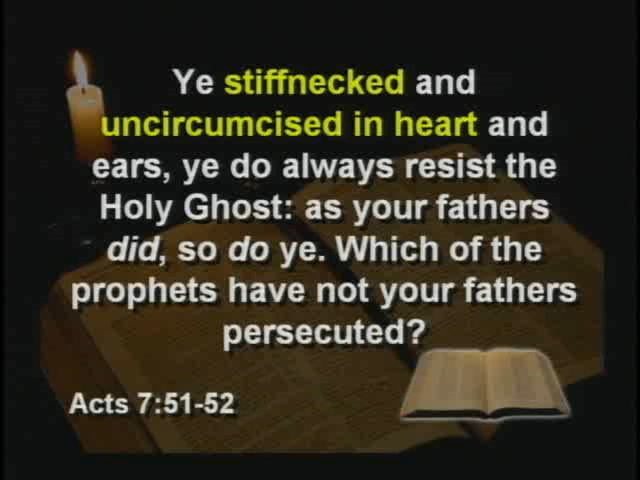 Ye stiffnecked and
uncircumcised in heart and
ears, ye do always resist the
Holy Ghost: as your fathers
did, so do ye. Which of the
prophets have not your fathers
persecuted?
Acts 7:51-52